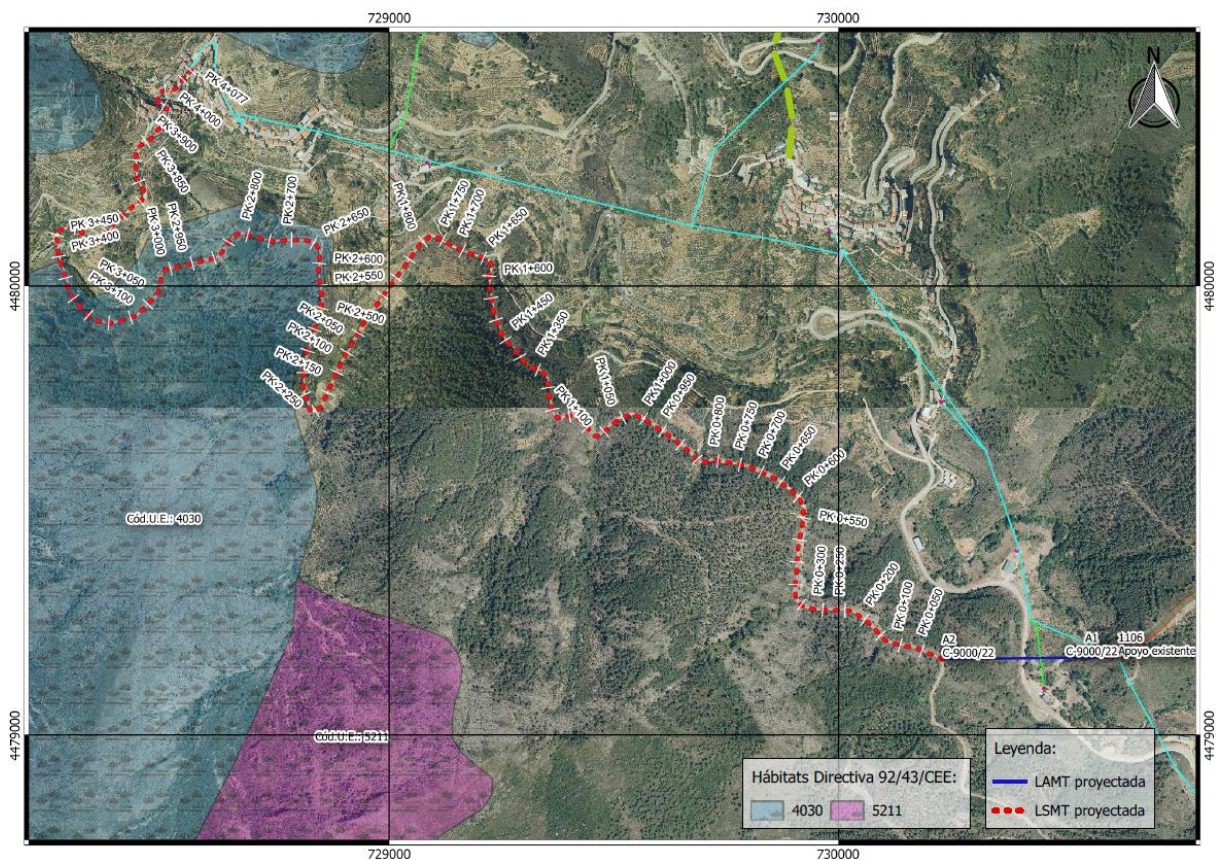 729000
730000
N
PK 4+077
PK 4+000
PK 3+900
PK 3+850
PK 3+450
PK 3+400
PK 3+000
PK 2+950
PK 2+800
PK 2+700
PK 2+650
PK 2+600
PK 2+550
PK 2+500
PK 3+050
PK 3+100
PK 2+050
PK 2+100
PK 2+150
PK 2+250
PK 1+800
PK 1+750
PK 1+700
PK 1+650
PK 1+600
PK 1+450
PK 1+350
PK 1+100
PK 1+050
PK 1+000
PK 0+950
PK 0+800
PK 0+750
PK 0+700
PK 0+650
PK 0+600
PK 0+550
PK 0+300
PK 0+250
PK 0+200
PK 0+100
PK 0+050
4480000
4480000
Cód.U.E.: 4030
A2
C-9000/22
A1
C-9000/22
1106
Apoyo existente
4479000
4479000
Cód.U.E.: 5211
Hábitats Directiva 92/43/CEE:
4030
5211
Leyenda:
LAMT proyectada
LSMT proyectada
729000
730000